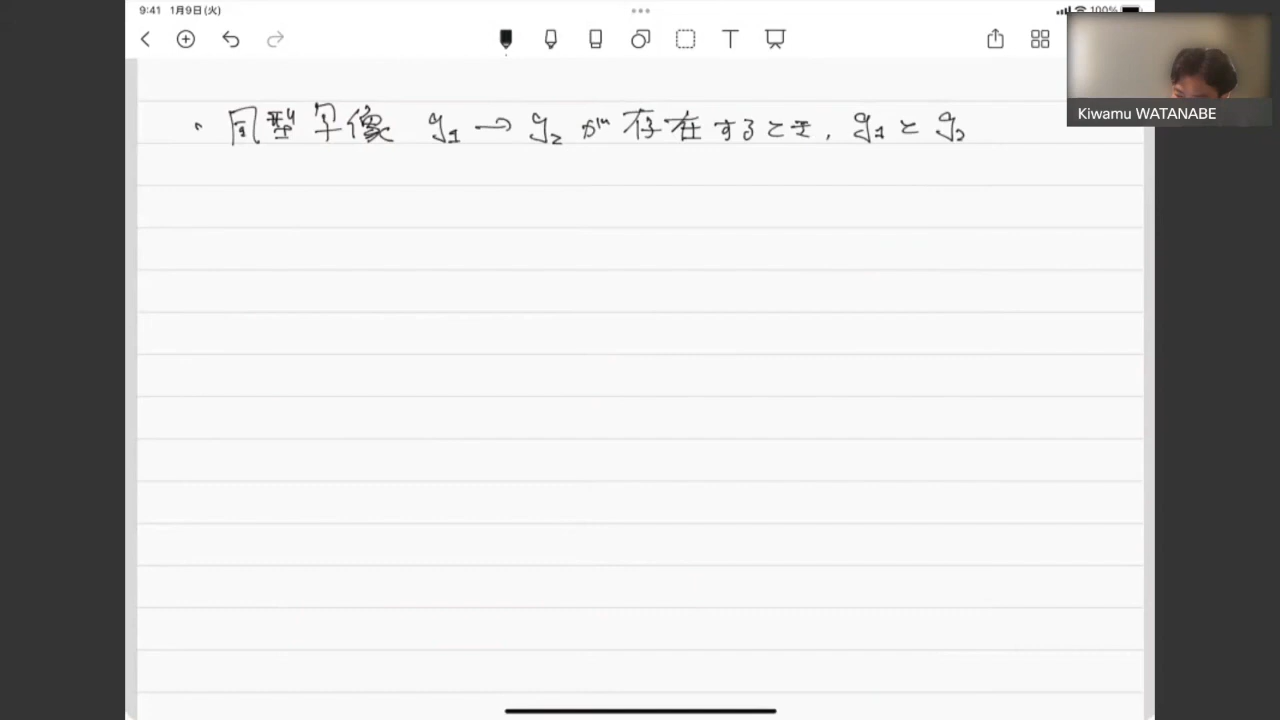 9:41 1月9日(火)
100%
T
Kiwamu WATANABE
・同型写像 g₁ → g₂ が存在するとき, g₁ と g₂